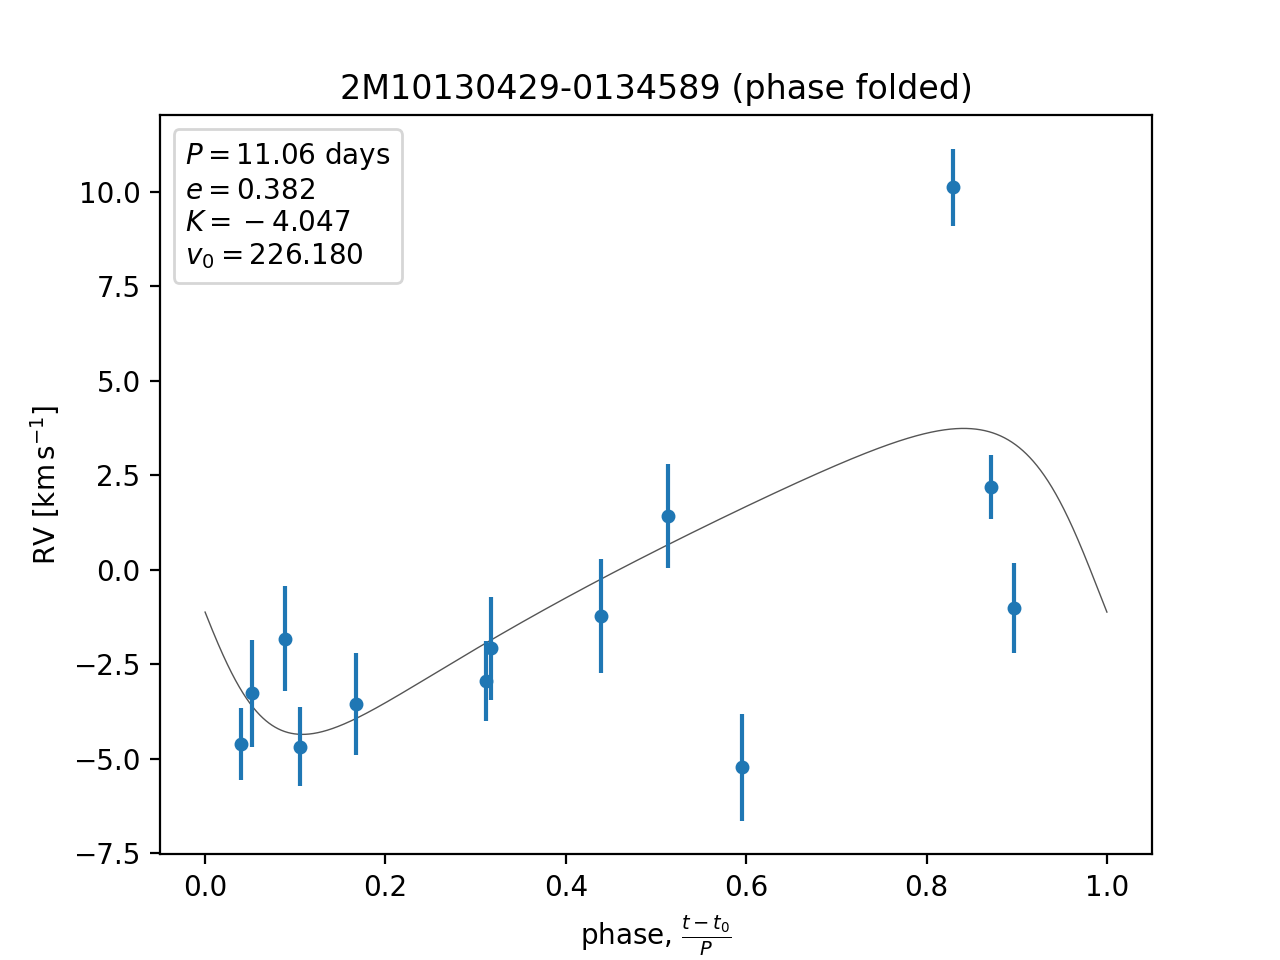 2M10130429-0134589 (phase folded)
P = 11.06 days
e = 0.382
K = −4.047
v₀ = 226.180
10.0
7.5
5.0
2.5
0.0
−2.5
−5.0
−7.5
RV [km s⁻¹]
0.0 0.2 0.4 0.6 0.8 1.0
phase, (t − t₀)/P